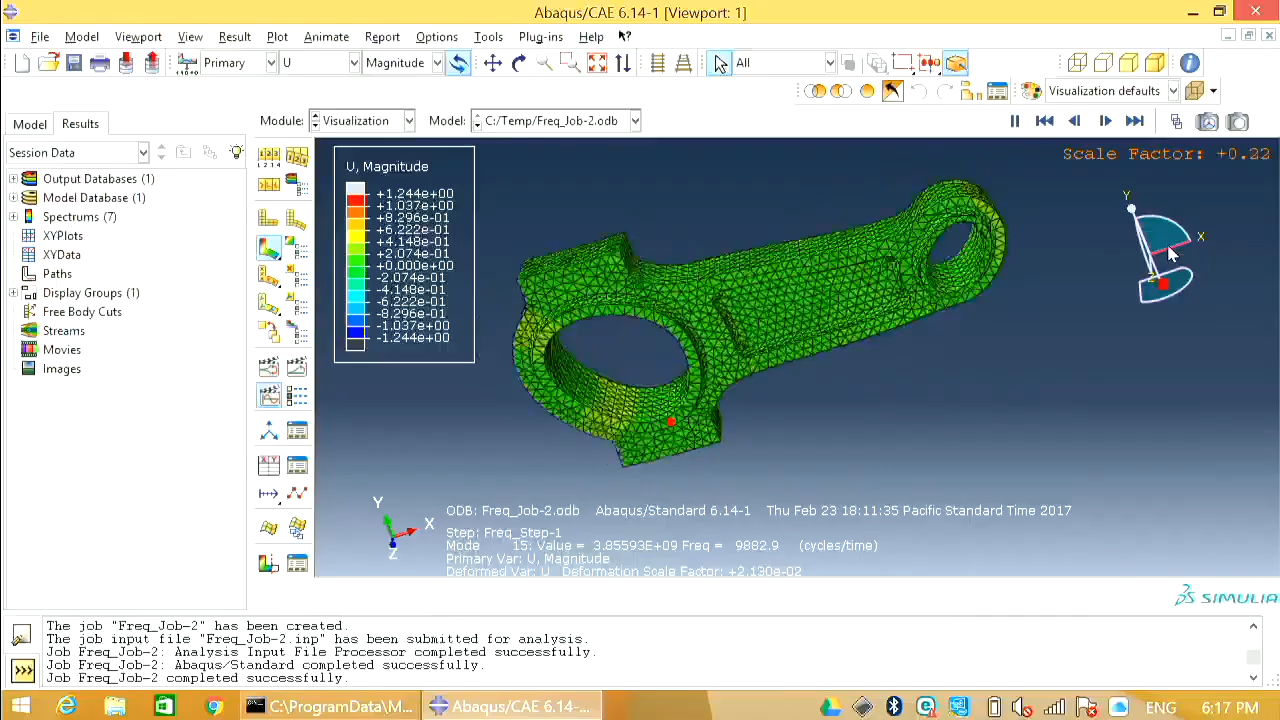 Abaqus/CAE 6.14-1 [Viewport: 1]
File Model Viewport View Result Plot Animate Report Options Tools Plug-ins Help
Primary U Magnitude All
Visualization defaults
Model Results Module: Visualization Model: C:/Temp/Freq_Job-2.odb
Session Data
Output Databases (1)
Model Database (1)
Spectrums (7)
XYPlots
XYData
Paths
Display Groups (1)
Free Body Cuts
Streams
Movies
Images
Scale Factor: +0.22
U, Magnitude
+1.244e+00
+1.037e+00
+8.296e-01
+6.222e-01
+4.148e-01
+2.074e-01
+0.000e+00
-2.074e-01
-4.148e-01
-6.222e-01
-8.296e-01
-1.037e+00
-1.244e+00
Y
X
Y
X
Z
ODB: Freq_Job-2.odb Abaqus/Standard 6.14-1 Thu Feb 23 18:11:35 Pacific Standard Time 2017
Step: Freq_Step-1
Mode 15: Value = 3.85593E+09 Freq = 9882.9 (cycles/time)
Primary Var: U, Magnitude
Deformed Var: U Deformation Scale Factor: +2.130e-02
SIMULIA
The job "Freq_Job-2" has been created.
The job input file "Freq_Job-2.inp" has been submitted for analysis.
Job Freq_Job-2: Analysis Input File Processor completed successfully.
Job Freq_Job-2: Abaqus/Standard completed successfully.
Job Freq_Job-2 completed successfully.
C:\ProgramData\M... Abaqus/CAE 6.14-... ENG 6:17 PM